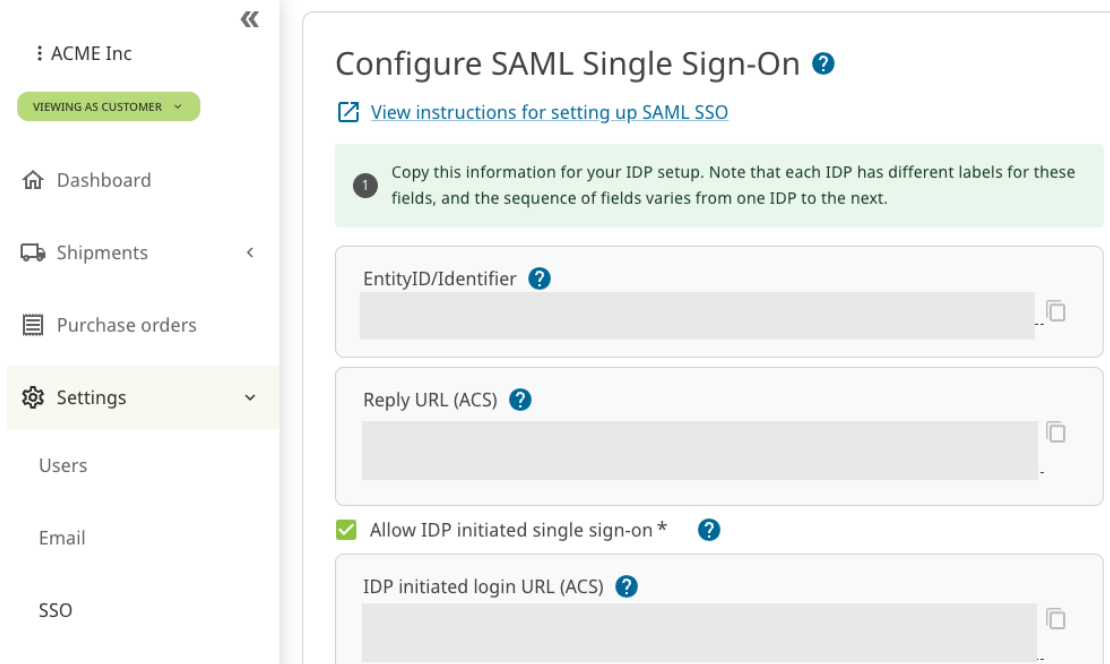 ACME Inc
VIEWING AS CUSTOMER
Dashboard
Shipments
Purchase orders
Settings
Users
Email
SSO
Configure SAML Single Sign-On ?
View instructions for setting up SAML SSO
1 Copy this information for your IDP setup. Note that each IDP has different labels for these
fields, and the sequence of fields varies from one IDP to the next.
EntityID/Identifier ?
Reply URL (ACS) ?
Allow IDP initiated single sign-on * ?
IDP initiated login URL (ACS) ?